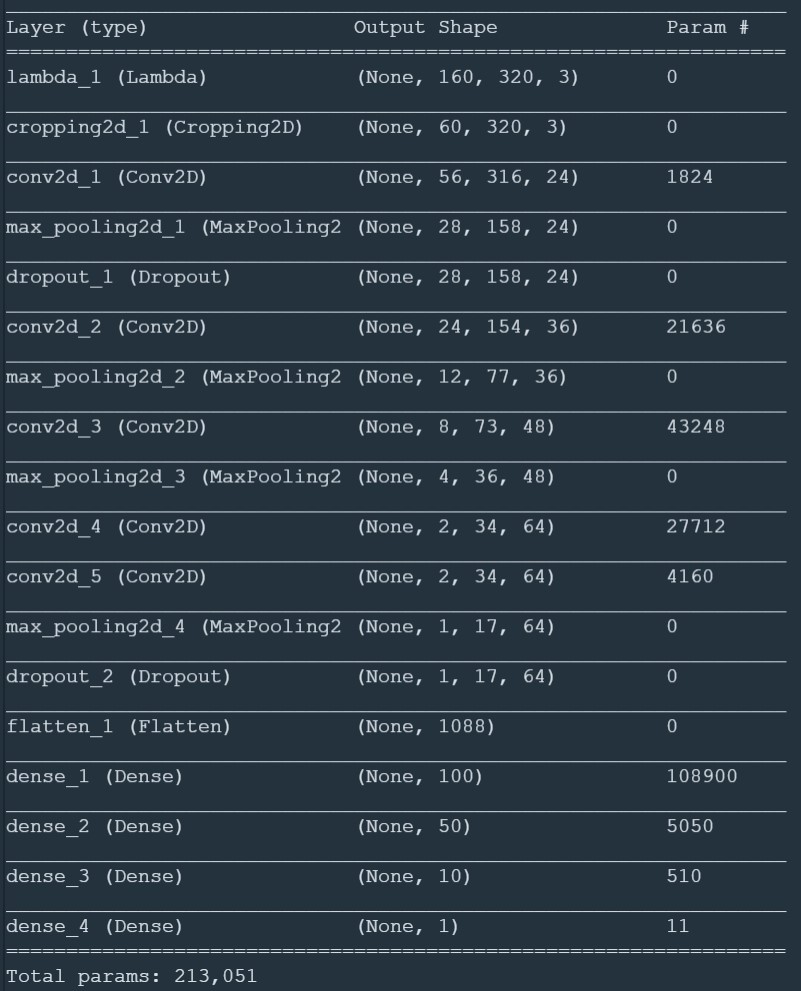 Layer (type) Output Shape Param #
=================================================================
lambda_1 (Lambda) (None, 160, 320, 3) 0
cropping2d_1 (Cropping2D) (None, 60, 320, 3) 0
conv2d_1 (Conv2D) (None, 56, 316, 24) 1824
max_pooling2d_1 (MaxPooling2 (None, 28, 158, 24) 0
dropout_1 (Dropout) (None, 28, 158, 24) 0
conv2d_2 (Conv2D) (None, 24, 154, 36) 21636
max_pooling2d_2 (MaxPooling2 (None, 12, 77, 36) 0
conv2d_3 (Conv2D) (None, 8, 73, 48) 43248
max_pooling2d_3 (MaxPooling2 (None, 4, 36, 48) 0
conv2d_4 (Conv2D) (None, 2, 34, 64) 27712
conv2d_5 (Conv2D) (None, 2, 34, 64) 4160
max_pooling2d_4 (MaxPooling2 (None, 1, 17, 64) 0
dropout_2 (Dropout) (None, 1, 17, 64) 0
flatten_1 (Flatten) (None, 1088) 0
dense_1 (Dense) (None, 100) 108900
dense_2 (Dense) (None, 50) 5050
dense_3 (Dense) (None, 10) 510
dense_4 (Dense) (None, 1) 11
=================================================================
Total params: 213,051